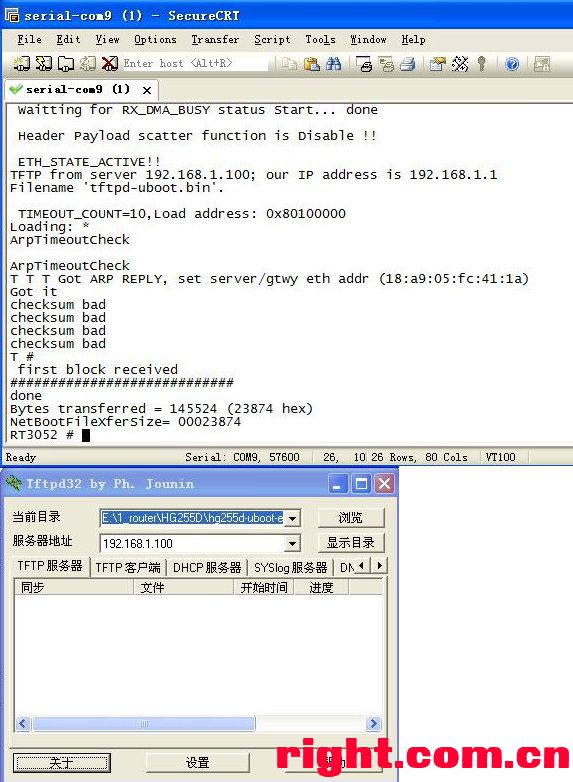 serial-com9 (1) - SecureCRT
File Edit View Options Transfer Script Tools Window Help
Enter host <Alt+R>
serial-com9 (1) ×
Waitting for RX_DMA_BUSY status Start... done
Header Payload scatter function is Disable !!
ETH_STATE_ACTIVE!!
TFTP from server 192.168.1.100; our IP address is 192.168.1.1
Filename 'tftpd-uboot.bin'.
TIMEOUT_COUNT=10,Load address: 0x80100000
Loading: *
ArpTimeoutCheck
ArpTimeoutCheck
T T T Got ARP REPLY, set server/gtwy eth addr (18:a9:05:fc:41:1a)
Got it
checksum bad
checksum bad
checksum bad
checksum bad
T #
first block received
############################
done
Bytes transferred = 145524 (23874 hex)
NetBootFileXferSize= 00023874
RT3052 #
Ready Serial: COM9, 57600 26, 10 26 Rows, 80 Cols VT100
Tftpd32 by Ph. Jounin
当前目录 E:\1_router\HG255D\hg255d-uboot-e 浏览
服务器地址 192.168.1.100 显示目录
TFTP 服务器 TFTP 客户端 DHCP 服务器 SYSlog 服务器 DN
同步 文件 开始时间 进度
关于 设置
right.com.cn